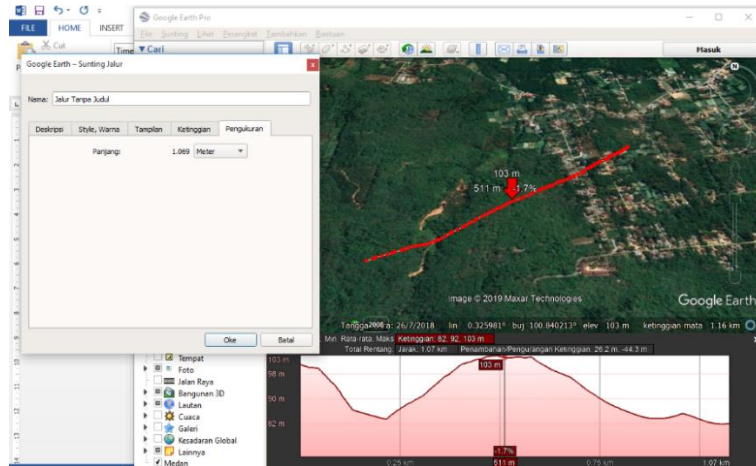 FILE
HOME
INSERT
Cut
Time
Google Earth Pro
File Sunting Lihat Perangkat Tambahkan Bantuan
▼ Cari
Masuk
Google Earth – Sunting Jalur
Nama: Jalur Tanpa Judul
Deskripsi Style, Warna Tampilan Ketinggian Pengukuran
Panjang: 1.069 Meter
Oke Batal
N
103 m
511 m -1.7%
Image © 2019 Maxar Technologies
Google Earth
2008
26/7/2018 lin 0.325981° buj 100.840213° elev 103 m ketinggian mata 1.16 km
Min. Rata-rata. Maks Ketinggian: 82, 92, 103 m
Total Rentang: Jarak: 1.07 km Penambahan/Pengurangan Ketinggian: 26.2 m, -44.3 m
103 m
98 m
90 m
82 m
103 m
-1.7%
0.25 km
511 m
0.75 km
1.07 km
Tempat
Foto
Jalan Raya
Bangunan 3D
Lautan
Cuaca
Galeri
Kesadaran Global
Lainnya
Medan